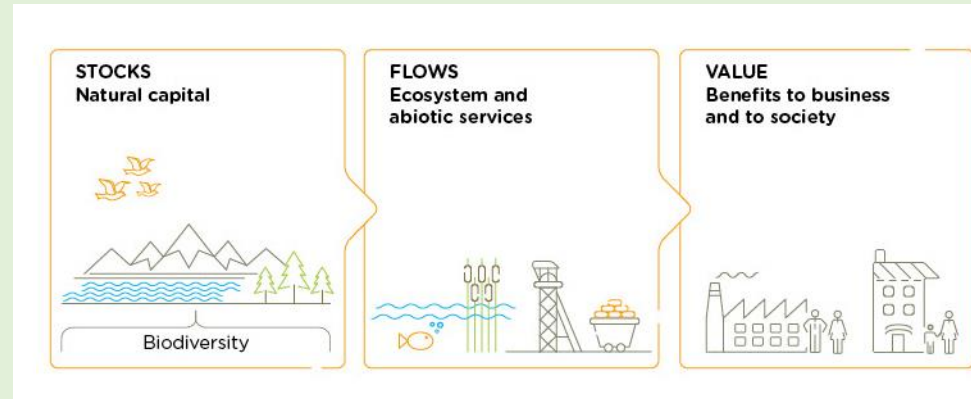 STOCKS
Natural capital
FLOWS
Ecosystem and
abiotic services
VALUE
Benefits to business
and to society
Biodiversity